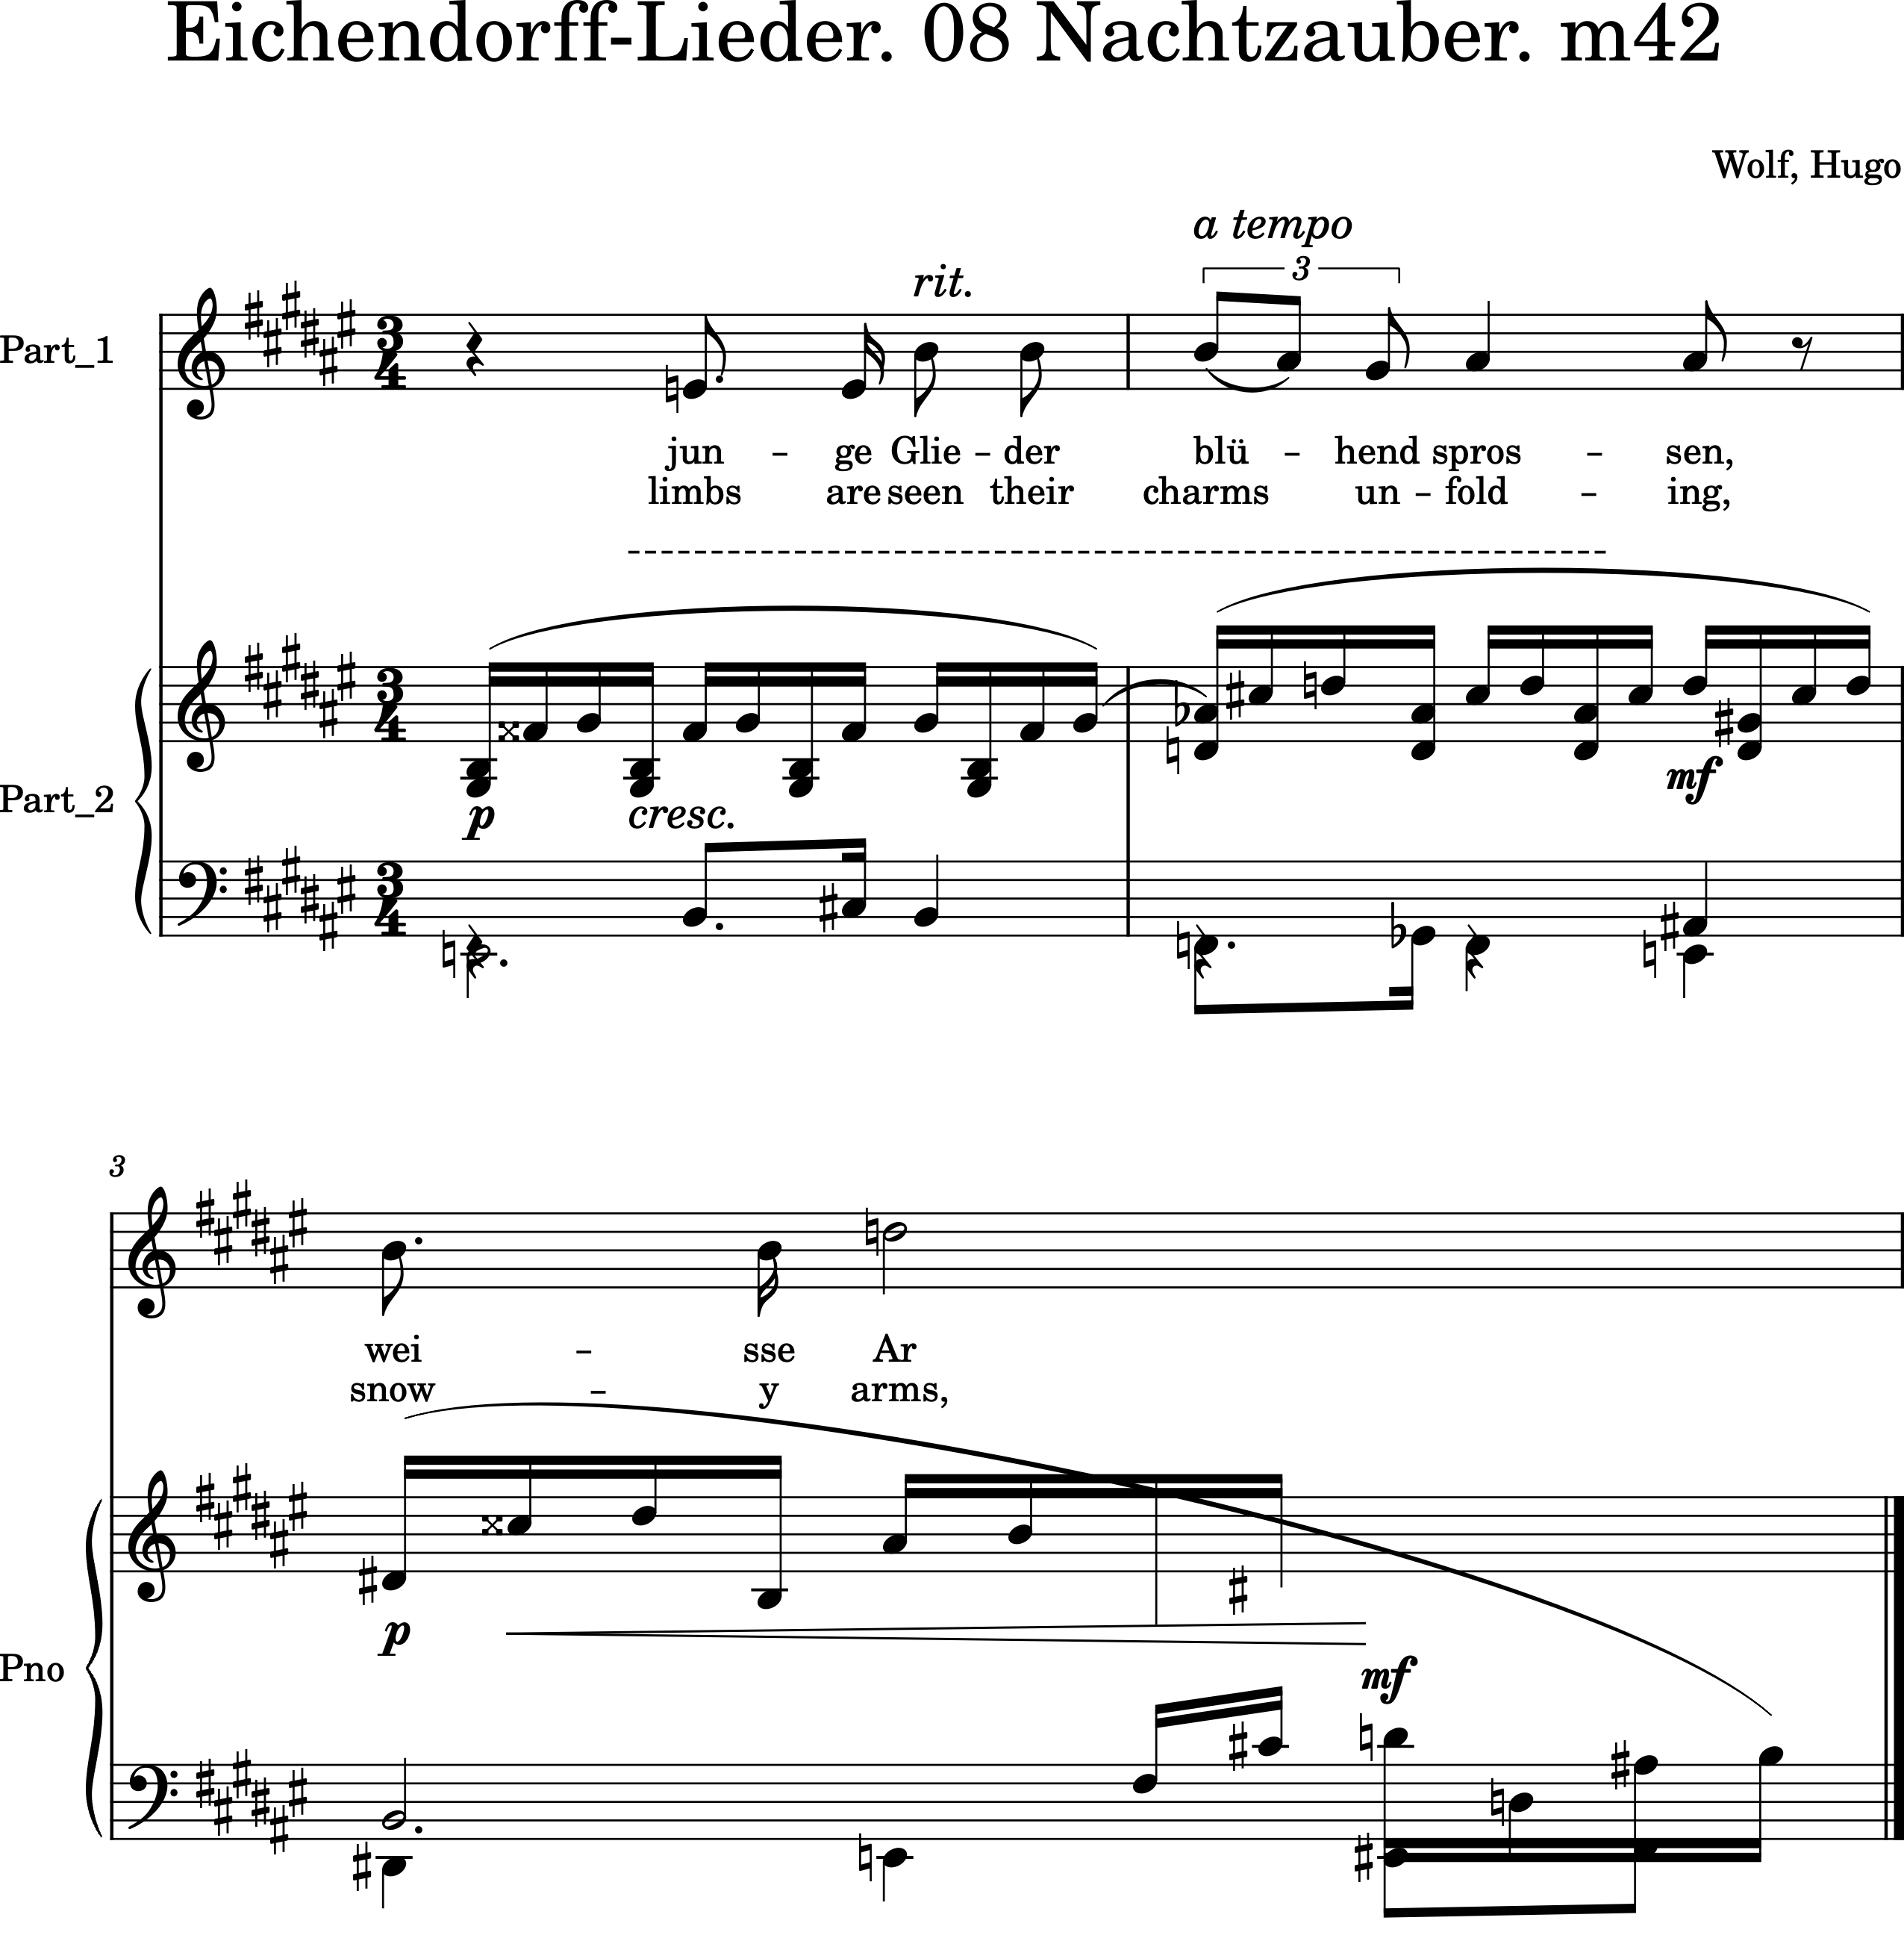 Eichendorff-Lieder. 08 Nachtzauber. m42
Wolf, Hugo
a tempo
rit.
3
Part_1
jun - ge Glie - der blü - hend spros - sen,
limbs are seen their charms un - fold - ing,
Part_2
p cresc. mf
3
wei - sse Ar
snow - y arms,
p
Pno
mf